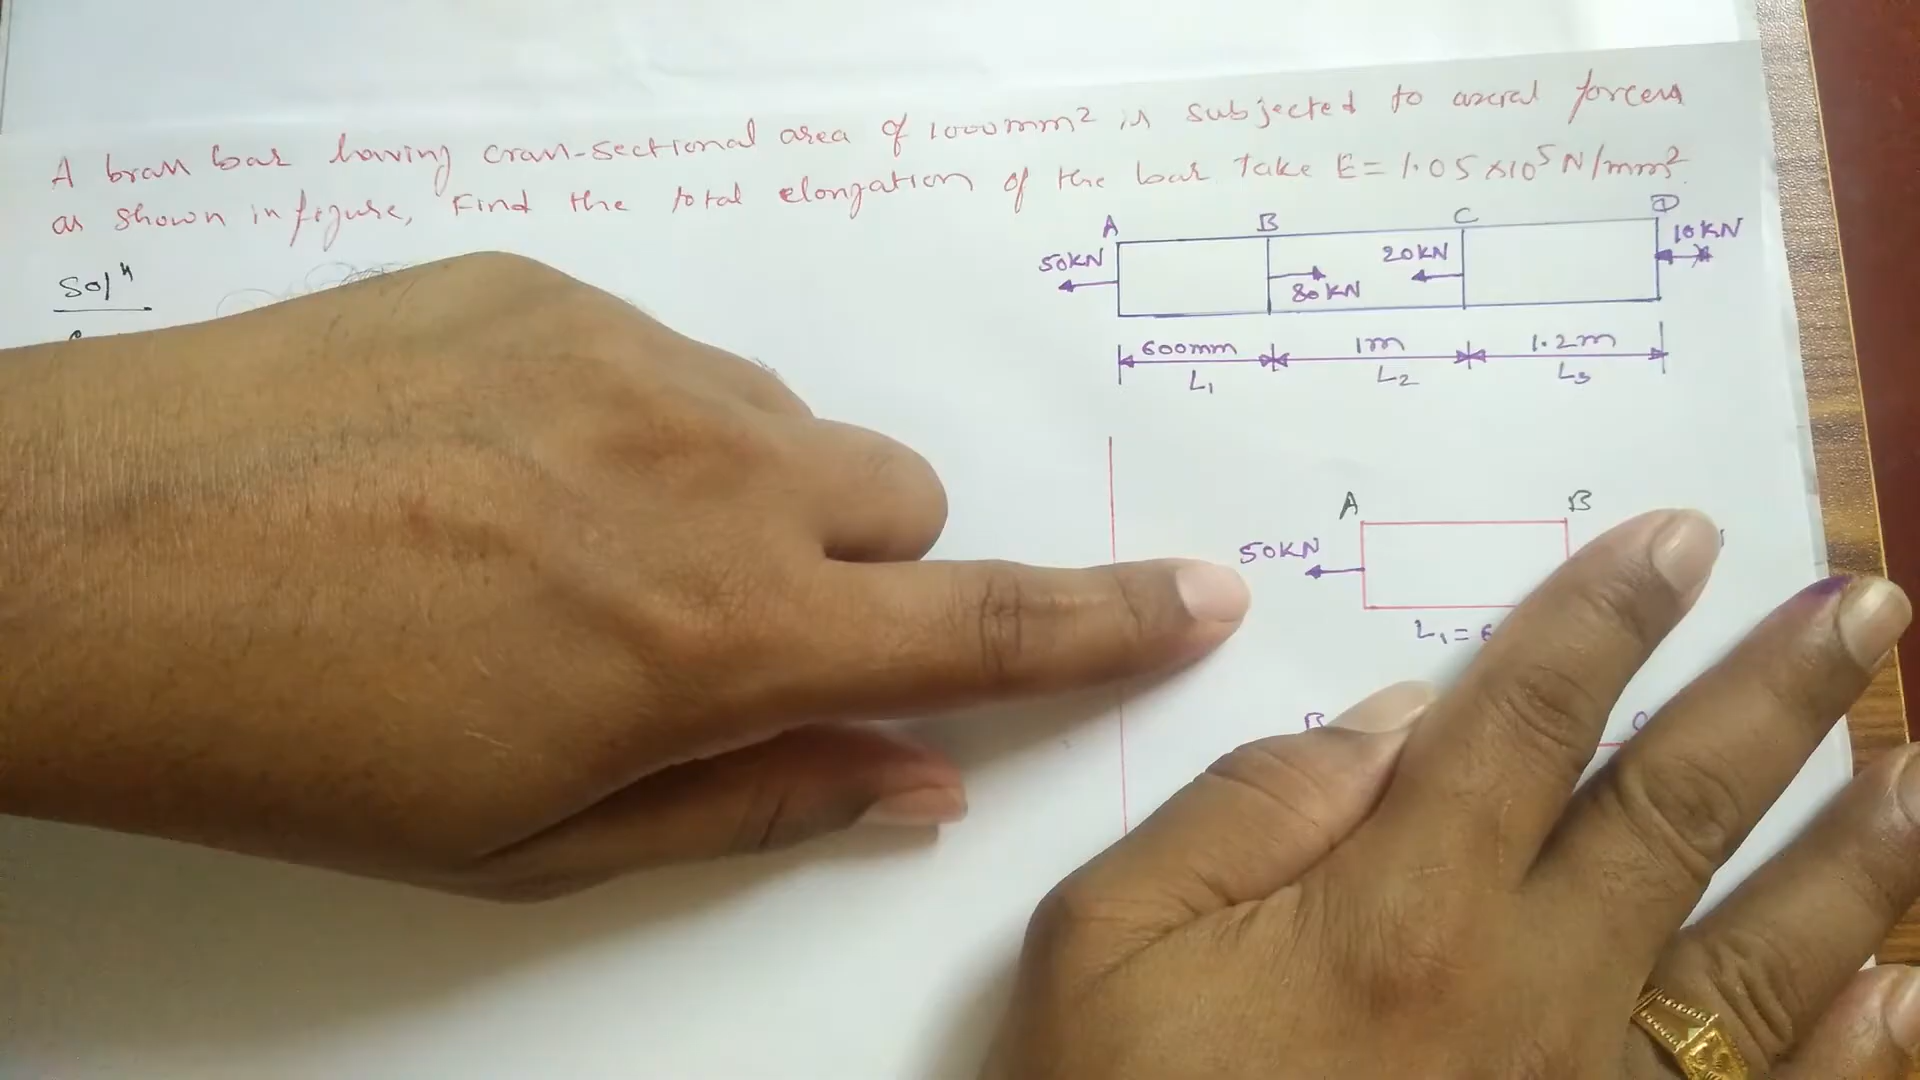 A brass bar having cross-sectional area of 1000mm² is subjected to axial forces
as shown in figure, Find the total elongation of the bar Take E = 1.05×10⁵ N/mm².
Solⁿ
A B C D
50KN 80KN 20KN 10KN
600mm 1m 1.2m
L₁ L₂ L₃
A B
50KN
L₁ =
B